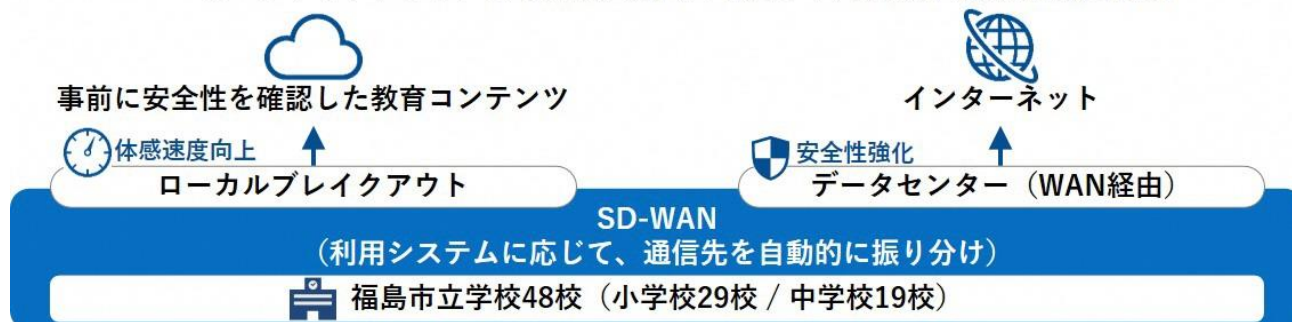 事前に安全性を確認した教育コンテンツ
インターネット
体感速度向上
安全性強化
ローカルブレイクアウト
データセンター（WAN経由）
SD-WAN
（利用システムに応じて、通信先を自動的に振り分け）
福島市立学校48校（小学校29校 / 中学校19校）